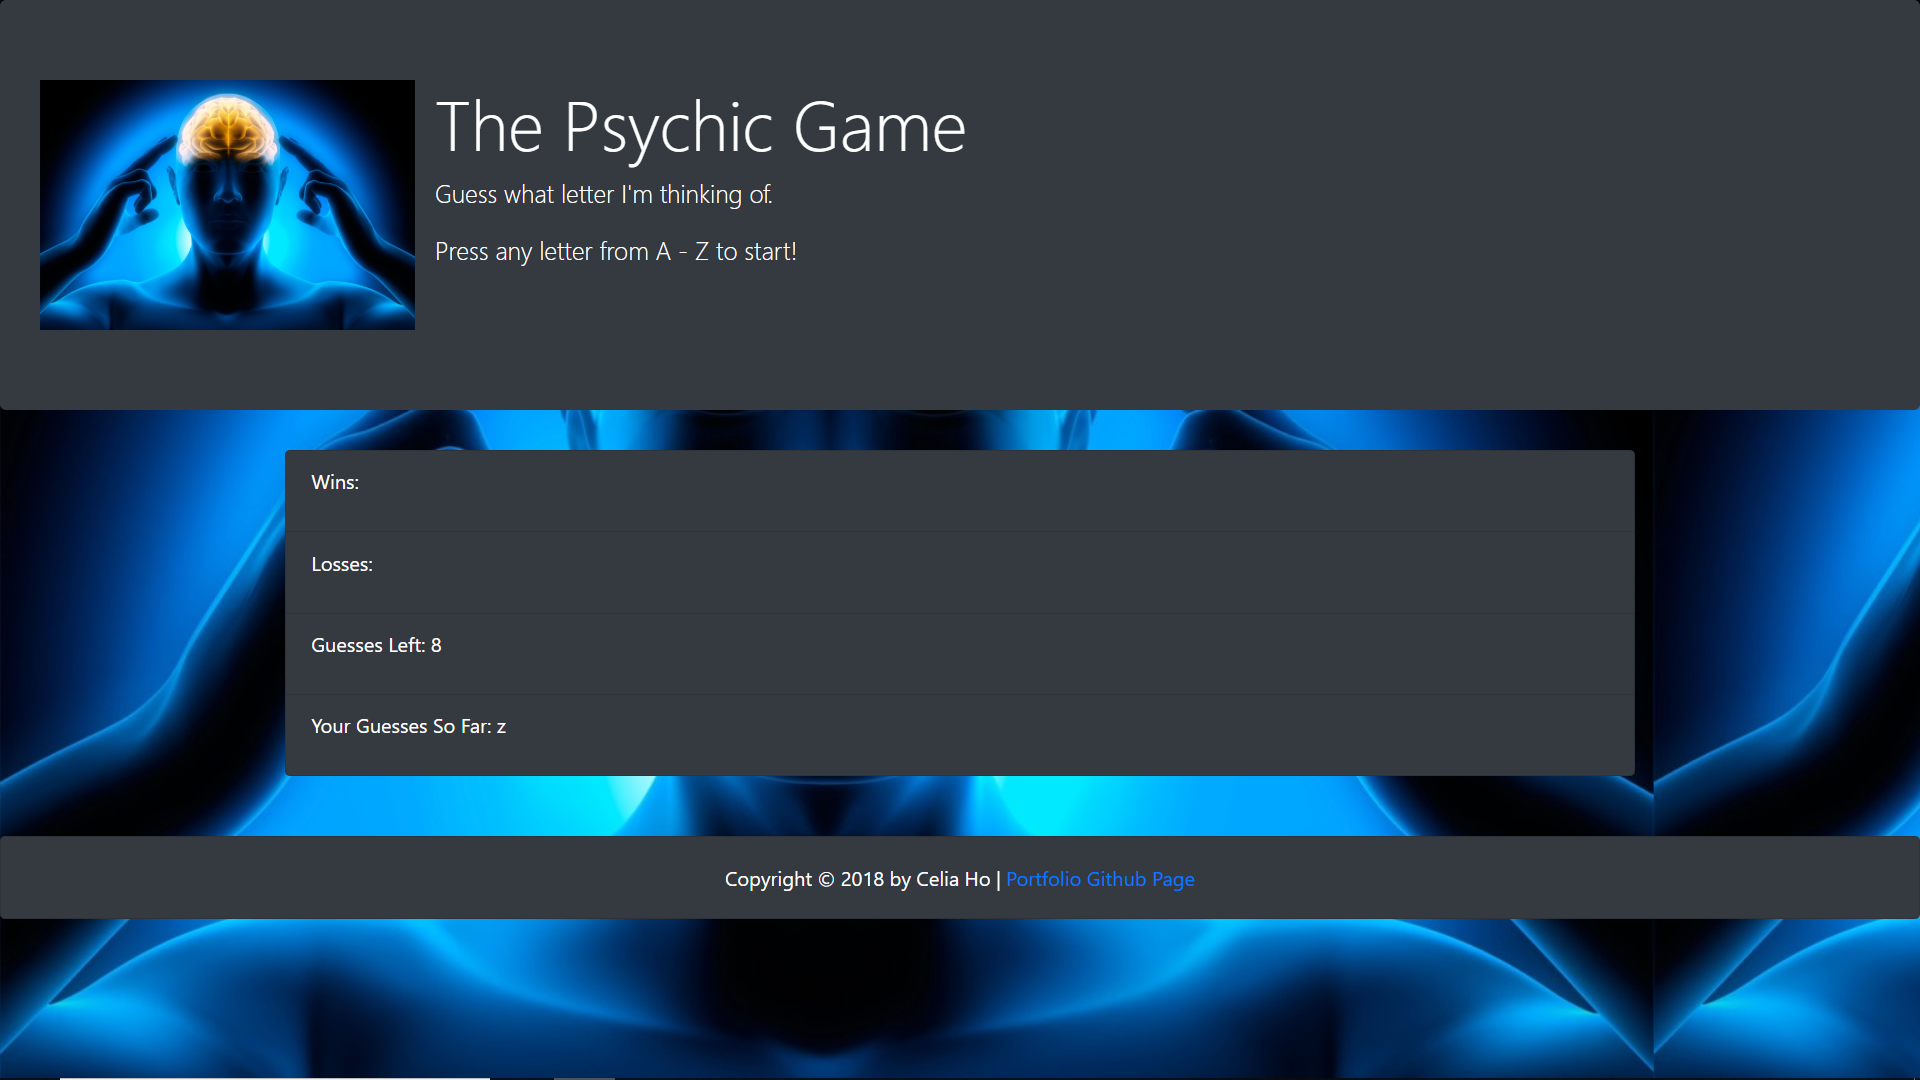 The Psychic Game
Guess what letter I'm thinking of.
Press any letter from A - Z to start!
Wins:
Losses:
Guesses Left: 8
Your Guesses So Far: z
Copyright © 2018 by Celia Ho | Portfolio Github Page